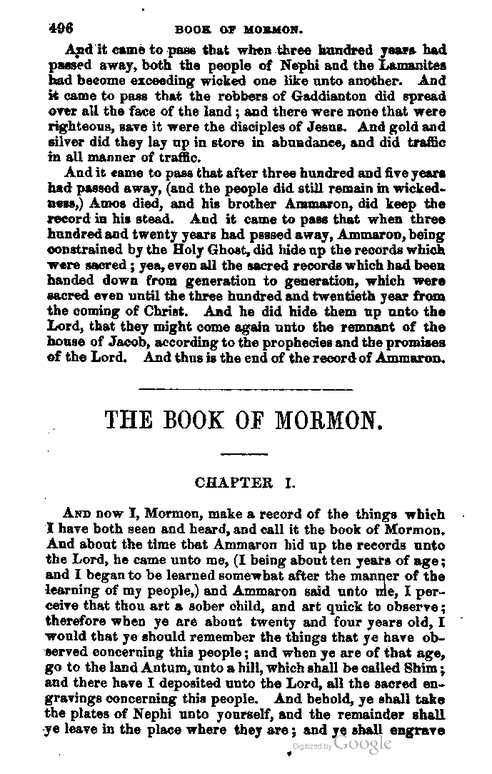 496 BOOK OF MORMON.
And it came to pass that when three hundred years had
passed away, both the people of Nephi and the Lamanites
had become exceeding wicked one like unto another. And
it came to pass that the robbers of Gaddianton did spread
over all the face of the land; and there were none that were
righteous, save it were the disciples of Jesus. And gold and
silver did they lay up in store in abundance, and did traffic
in all manner of traffic.
And it came to pass that after three hundred and five years
had passed away, (and the people did still remain in wicked-
ness,) Amos died, and his brother Ammaron, did keep the
record in his stead. And it came to pass that when three
hundred and twenty years had passed away, Ammaron, being
constrained by the Holy Ghost, did hide up the records which
were sacred; yea, even all the sacred records which had been
handed down from generation to generation, which were
sacred even until the three hundred and twentieth year from
the coming of Christ. And he did hide them up unto the
Lord, that they might come again unto the remnant of the
house of Jacob, according to the prophecies and the promises
of the Lord. And thus is the end of the record of Ammaron.
THE BOOK OF MORMON.
CHAPTER I.
AND NOW I, Mormon, make a record of the things which
I have both seen and heard, and call it the book of Mormon.
And about the time that Ammaron hid up the records unto
the Lord, he came unto me, (I being about ten years of age;
and I began to be learned somewhat after the manner of the
learning of my people,) and Ammaron said unto me, I per-
ceive that thou art a sober child, and art quick to observe;
therefore when ye are about twenty and four years old, I
would that ye should remember the things that ye have ob-
served concerning this people; and when ye are of that age,
go to the land Antum, unto a hill, which shall be called Shim;
and there have I deposited unto the Lord, all the sacred en-
gravings concerning this people. And behold, ye shall take
the plates of Nephi unto yourself, and the remainder shall
ye leave in the place where they are; and ye shall engrave
Digitized by Google